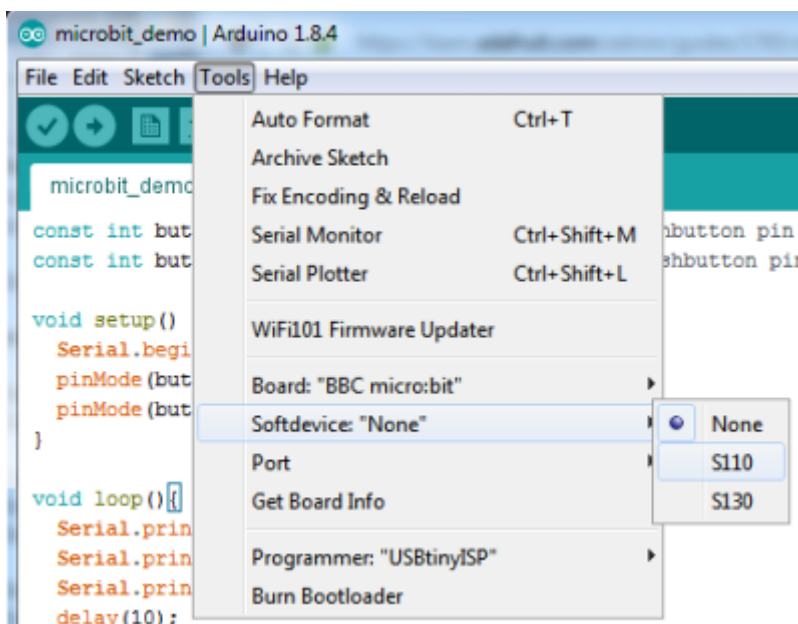 microbit_demo | Arduino 1.8.4
File Edit Sketch Tools Help
microbit_demo
Auto Format Ctrl+T
Archive Sketch
Fix Encoding & Reload
Serial Monitor Ctrl+Shift+M
Serial Plotter Ctrl+Shift+L
WiFi101 Firmware Updater
Board: "BBC micro:bit"
Softdevice: "None"
Port
Get Board Info
Programmer: "USBtinyISP"
Burn Bootloader
None
S110
S130
const int but hbutton pin
const int but shbutton pin
void setup()
Serial.begi
pinMode(but
pinMode(but
}
void loop(){
Serial.prin
Serial.prin
Serial.prin
delay(10);